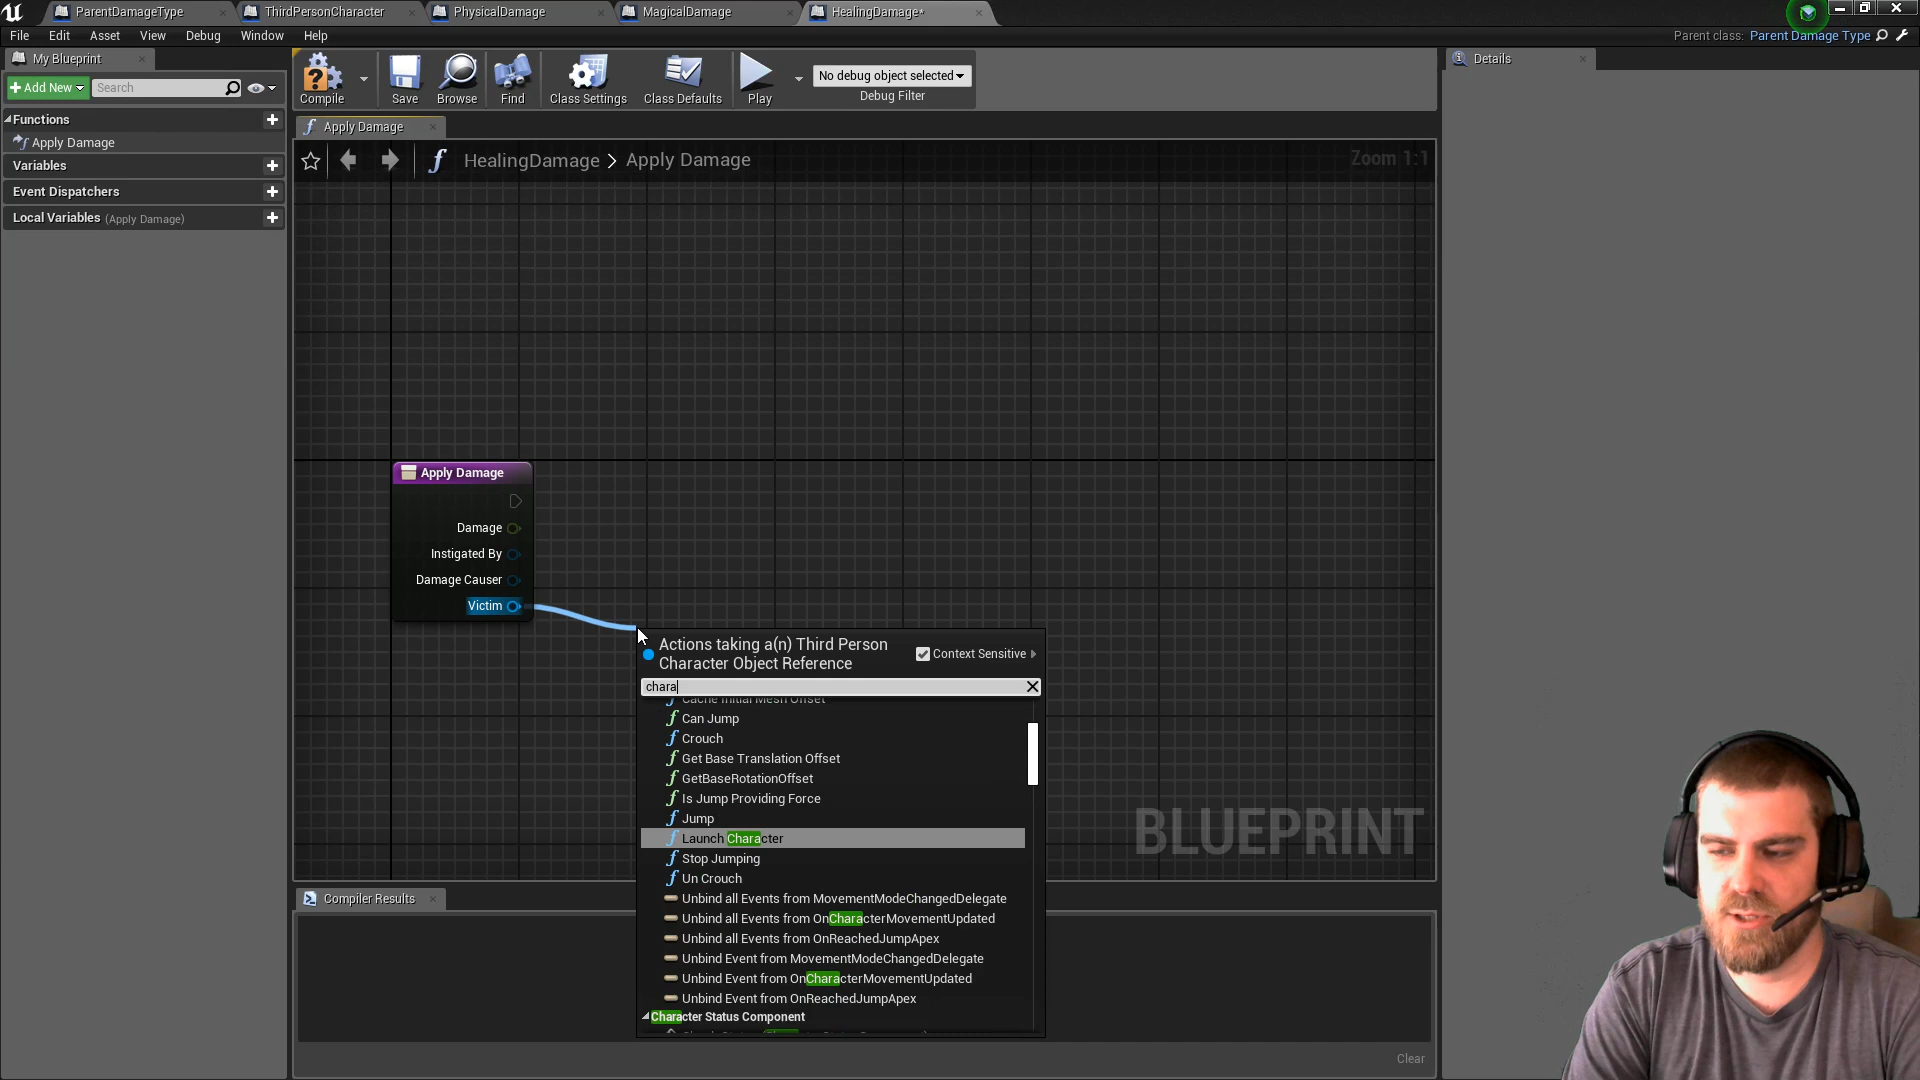 ParentDamageType
ThirdPersonCharacter
PhysicalDamage
MagicalDamage
HealingDamage*
File Edit Asset View Debug Window Help
Parent class: Parent Damage Type
My Blueprint
Add New
Search
Functions
Apply Damage
Variables
Event Dispatchers
Local Variables (Apply Damage)
Compile
Save
Browse
Find
Class Settings
Class Defaults
Play
No debug object selected
Debug Filter
Details
Apply Damage
HealingDamage > Apply Damage
Zoom 1:1
Apply Damage
Damage
Instigated By
Damage Causer
Victim
Actions taking a(n) Third Person
Character Object Reference
Context Sensitive
chara
Cache Initial Mesh Offset
Can Jump
Crouch
Get Base Translation Offset
GetBaseRotationOffset
Is Jump Providing Force
Jump
Launch Character
Stop Jumping
Un Crouch
Unbind all Events from MovementModeChangedDelegate
Unbind all Events from OnCharacterMovementUpdated
Unbind all Events from OnReachedJumpApex
Unbind Event from MovementModeChangedDelegate
Unbind Event from OnCharacterMovementUpdated
Unbind Event from OnReachedJumpApex
Character Status Component
BLUEPRINT
Compiler Results
Clear